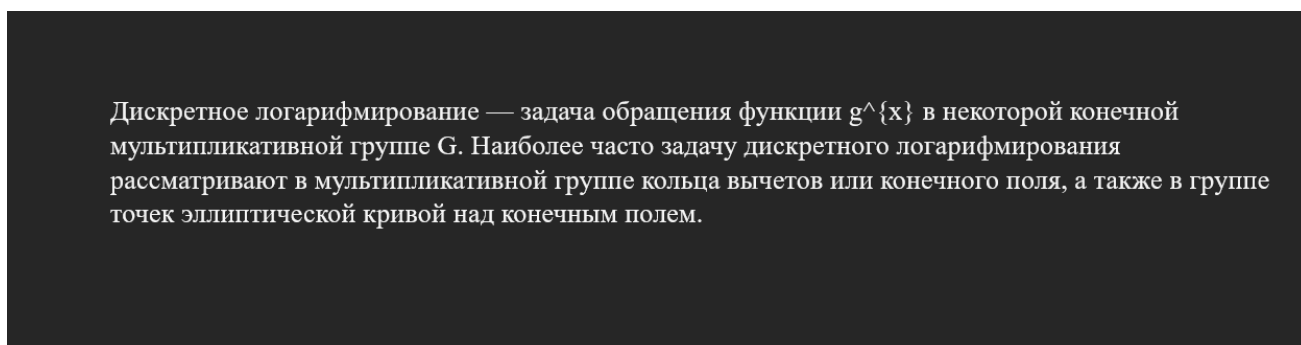 Дискретное логарифмирование — задача обращения функции g^{x} в некоторой конечной
мультипликативной группе G. Наиболее часто задачу дискретного логарифмирования
рассматривают в мультипликативной группе кольца вычетов или конечного поля, а также в группе
точек эллиптической кривой над конечным полем.